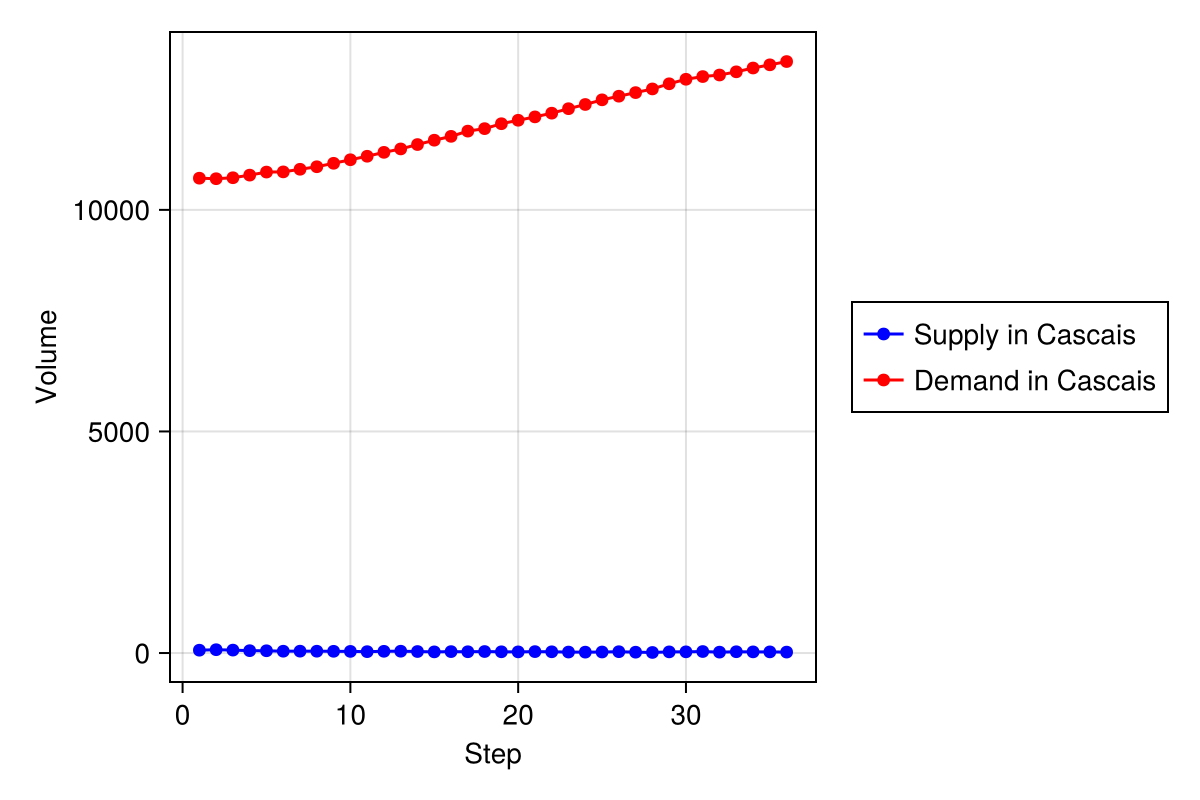 10000
5000
0
Volume
0 10 20 30
Step
Supply in Cascais
Demand in Cascais